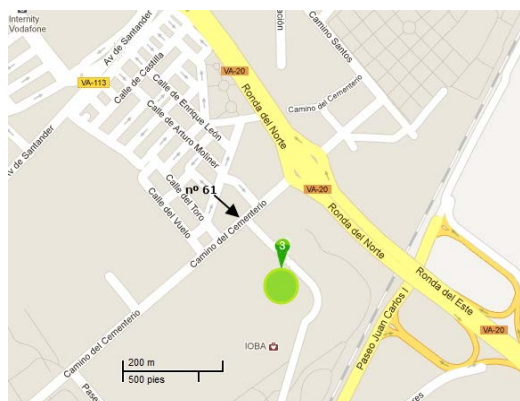 Internity
Vodafone
Av de Santander
VA-20
VA-113
Calle de Castilla
Calle de Enrique León
Calle de Arturo Moliner
Ronda del Norte
Camino Santos
Camino del Cementerio
Av de Santander
nº 61
Calle del Toro
Calle del Vuelo
Camino del Cementerio
VA-20
3
Ronda del Norte
Ronda del Este
VA-20
Paseo Juan Carlos I
IOBA
Camino del Cementerio
200 m
500 pies